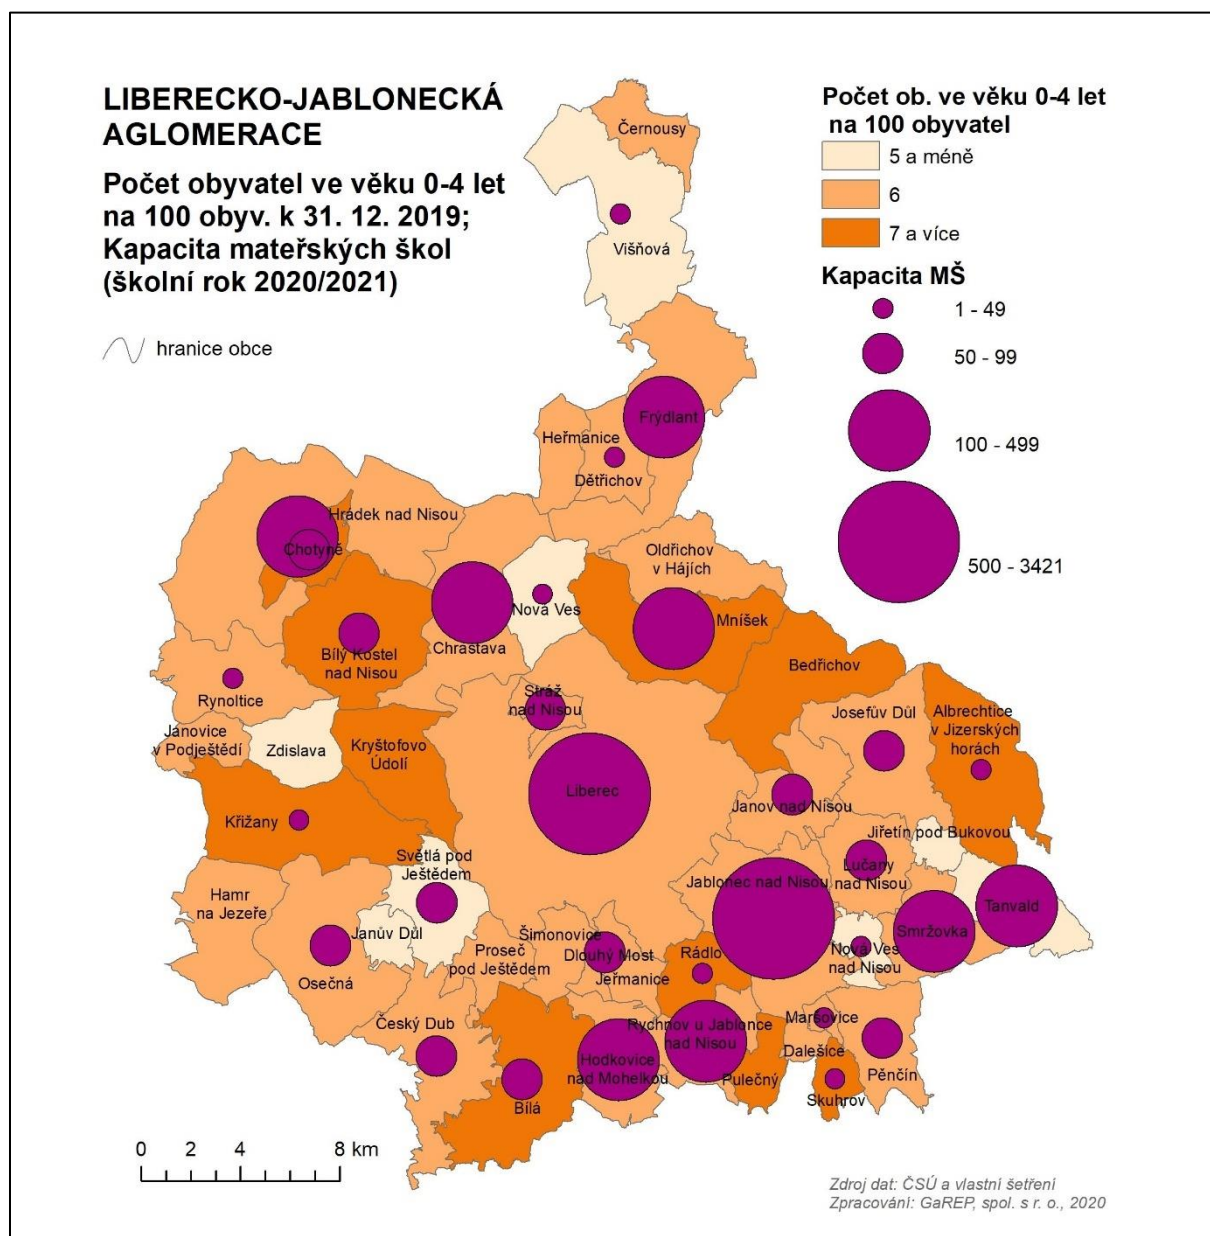 LIBERECKO-JABLONECKÁ
AGLOMERACE
Počet obyvatel ve věku 0-4 let
na 100 obyv. k 31. 12. 2019;
Kapacita mateřských škol
(školní rok 2020/2021)
hranice obce
Počet ob. ve věku 0-4 let
na 100 obyvatel
5 a méně
6
7 a více
Kapacita MŠ
1 - 49
50 - 99
100 - 499
500 - 3421
Černousy
Višňová
Frýdlant
Heřmanice
Dětřichov
Hrádek nad Nisou
Chotyně
Oldřichov
v Hájích
Nová Ves
Mníšek
Chrastava
Bílý Kostel
nad Nisou
Bedřichov
Rynoltice
Stráž
nad Nisou
Josefův Důl
Albrechtice
v Jizerských
horách
Janovice
v Podještědí
Zdislava
Kryštofovo
Údolí
Liberec
Janov nad Nisou
Křižany
Jiřetín pod Bukovou
Světlá pod
Ještědem
Lučany
nad Nisou
Jablonec nad Nisou
Hamr
na Jezeře
Tanvald
Janův Důl
Šimonovice
Smržovka
Proseč
pod Ještědem
Dlouhý Most
Rádlo
Nová Ves
nad Nisou
Jeřmanice
Osečná
Český Dub
Rychnov u Jablonce
nad Nisou
Maršovice
Hodkovice
nad Mohelkou
Dalešice
Pulečný
Pěnčín
Skuhrov
Bílá
0 2 4 8 km
Zdroj dat: ČSÚ a vlastní šetření
Zpracování: GaREP, spol. s r. o., 2020